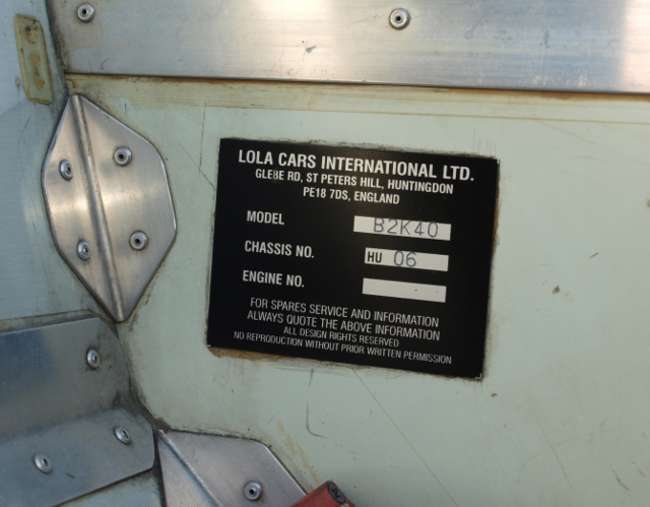 LOLA CARS INTERNATIONAL LTD.
GLEBE RD, ST PETERS HILL, HUNTINGDON
PE18 7DS, ENGLAND
MODEL B2K40
CHASSIS NO. HU 06
ENGINE NO.
FOR SPARES SERVICE AND INFORMATION
ALWAYS QUOTE THE ABOVE INFORMATION
ALL DESIGN RIGHTS RESERVED
NO REPRODUCTION WITHOUT PRIOR WRITTEN PERMISSION